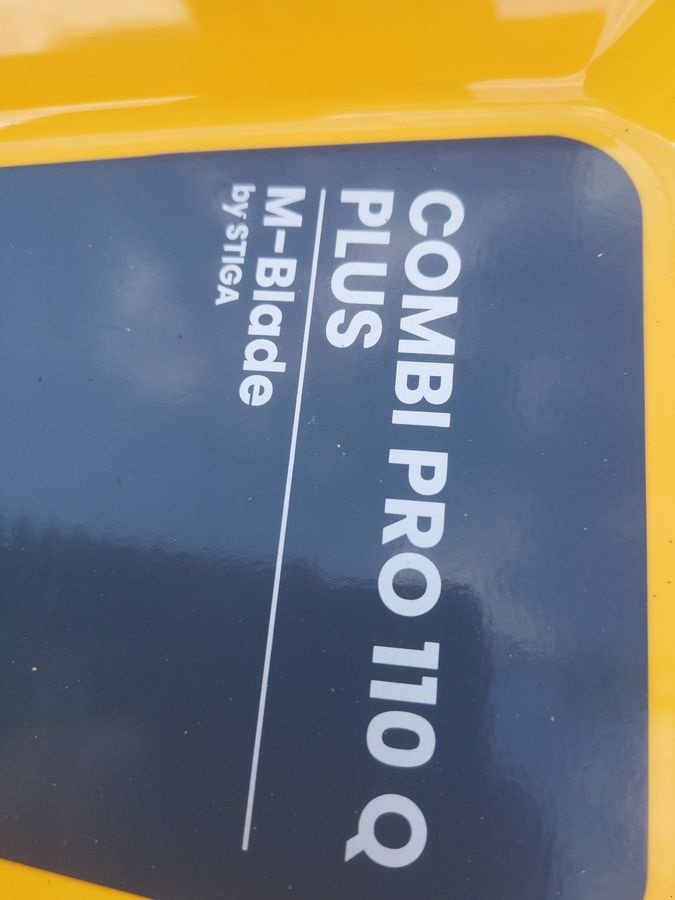 COMBI PRO 110 Q
PLUS
M-Blade
by STIGA